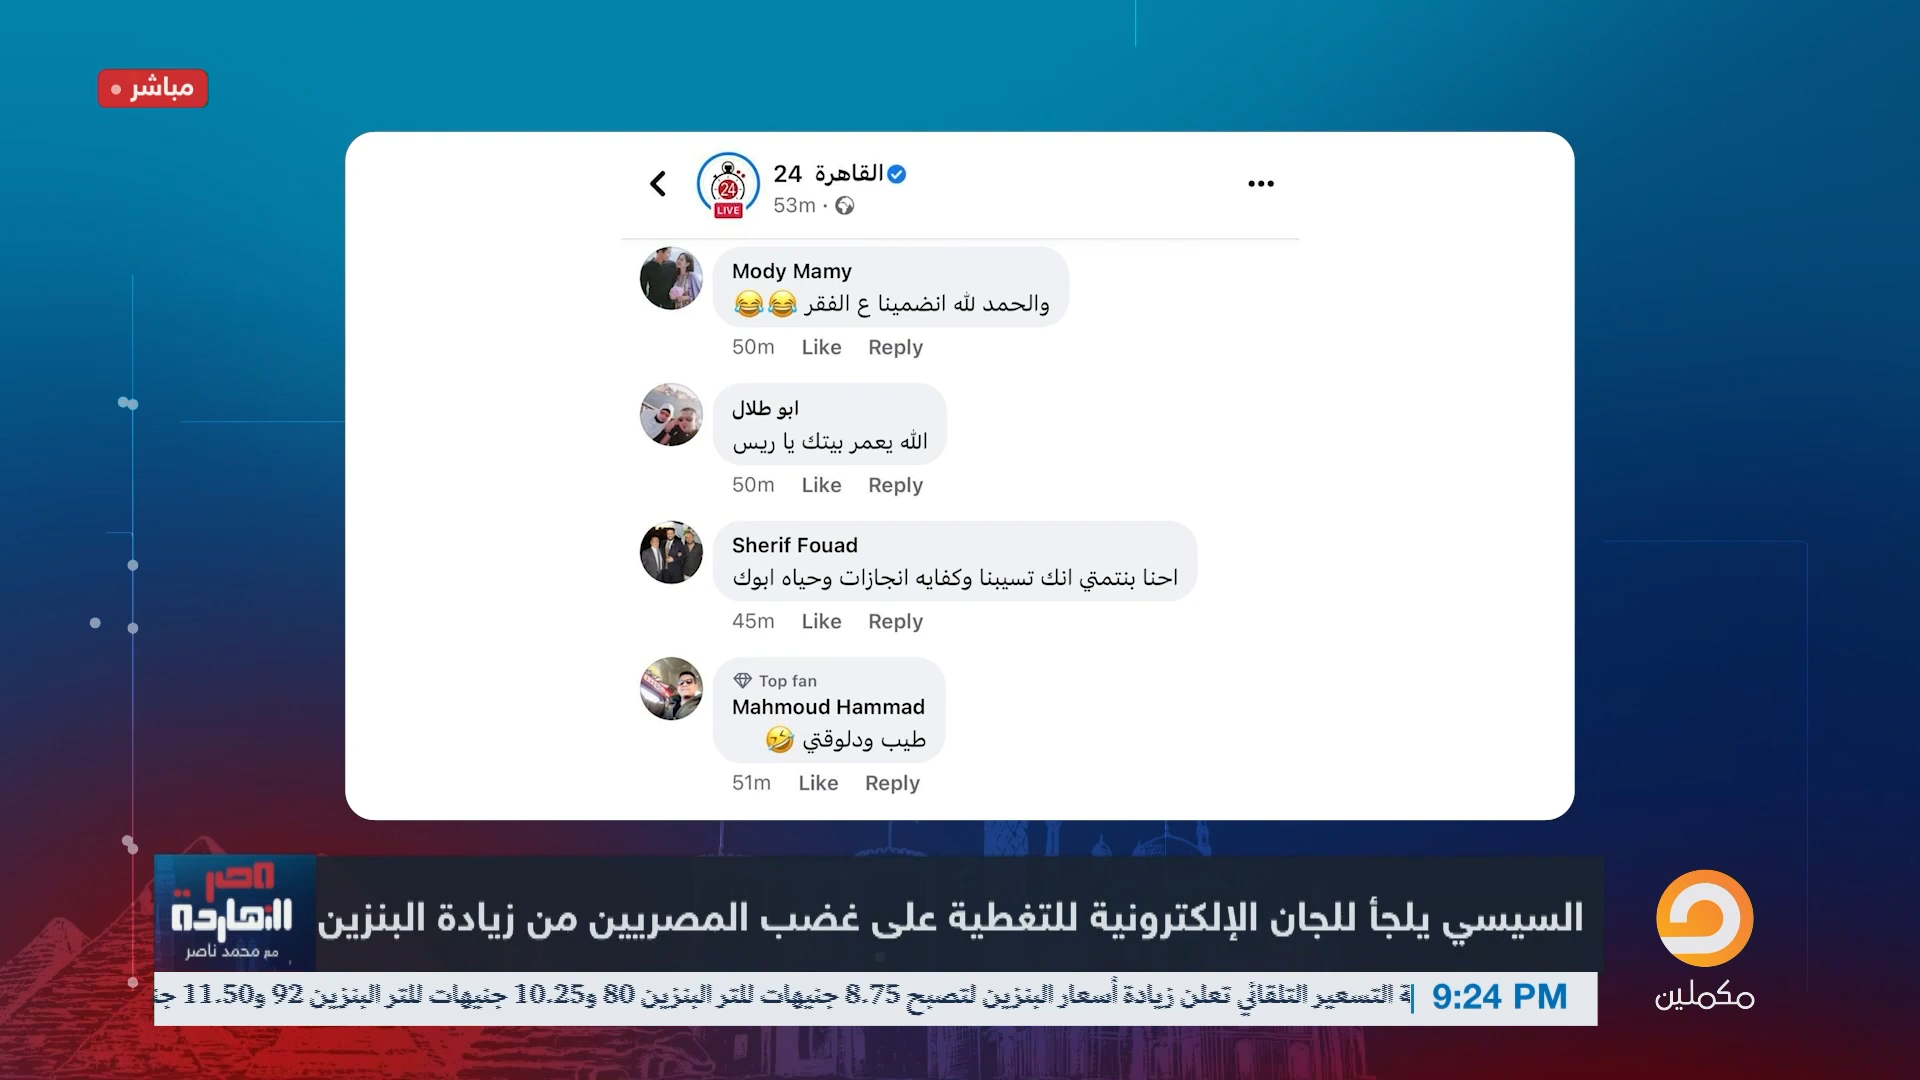 مباشر
القاهرة 24
53m ·
24
LIVE
Mody Mamy
والحمد لله انضمينا ع الفقر 😂😂
50m Like Reply
ابو طلال
الله يعمر بيتك يا ريس
50m Like Reply
Sherif Fouad
احنا بنتمتي انك تسيبنا وكفايه انجازات وحياه ابوك
45m Like Reply
Top fan
Mahmoud Hammad
طيب ودلوقتي 🤣
51m Like Reply
السيسي يلجأ للجان الإلكترونية للتغطية على غضب المصريين من زيادة البنزين
مصر
النهاردة
مع محمد ناصر
9:24 PM
ة التسعير التلقائي تعلن زيادة أسعار البنزين لتصبح 8.75 جنيهات للتر البنزين 80 و10.25 جنيهات للتر البنزين 92 و11.50
مكملين